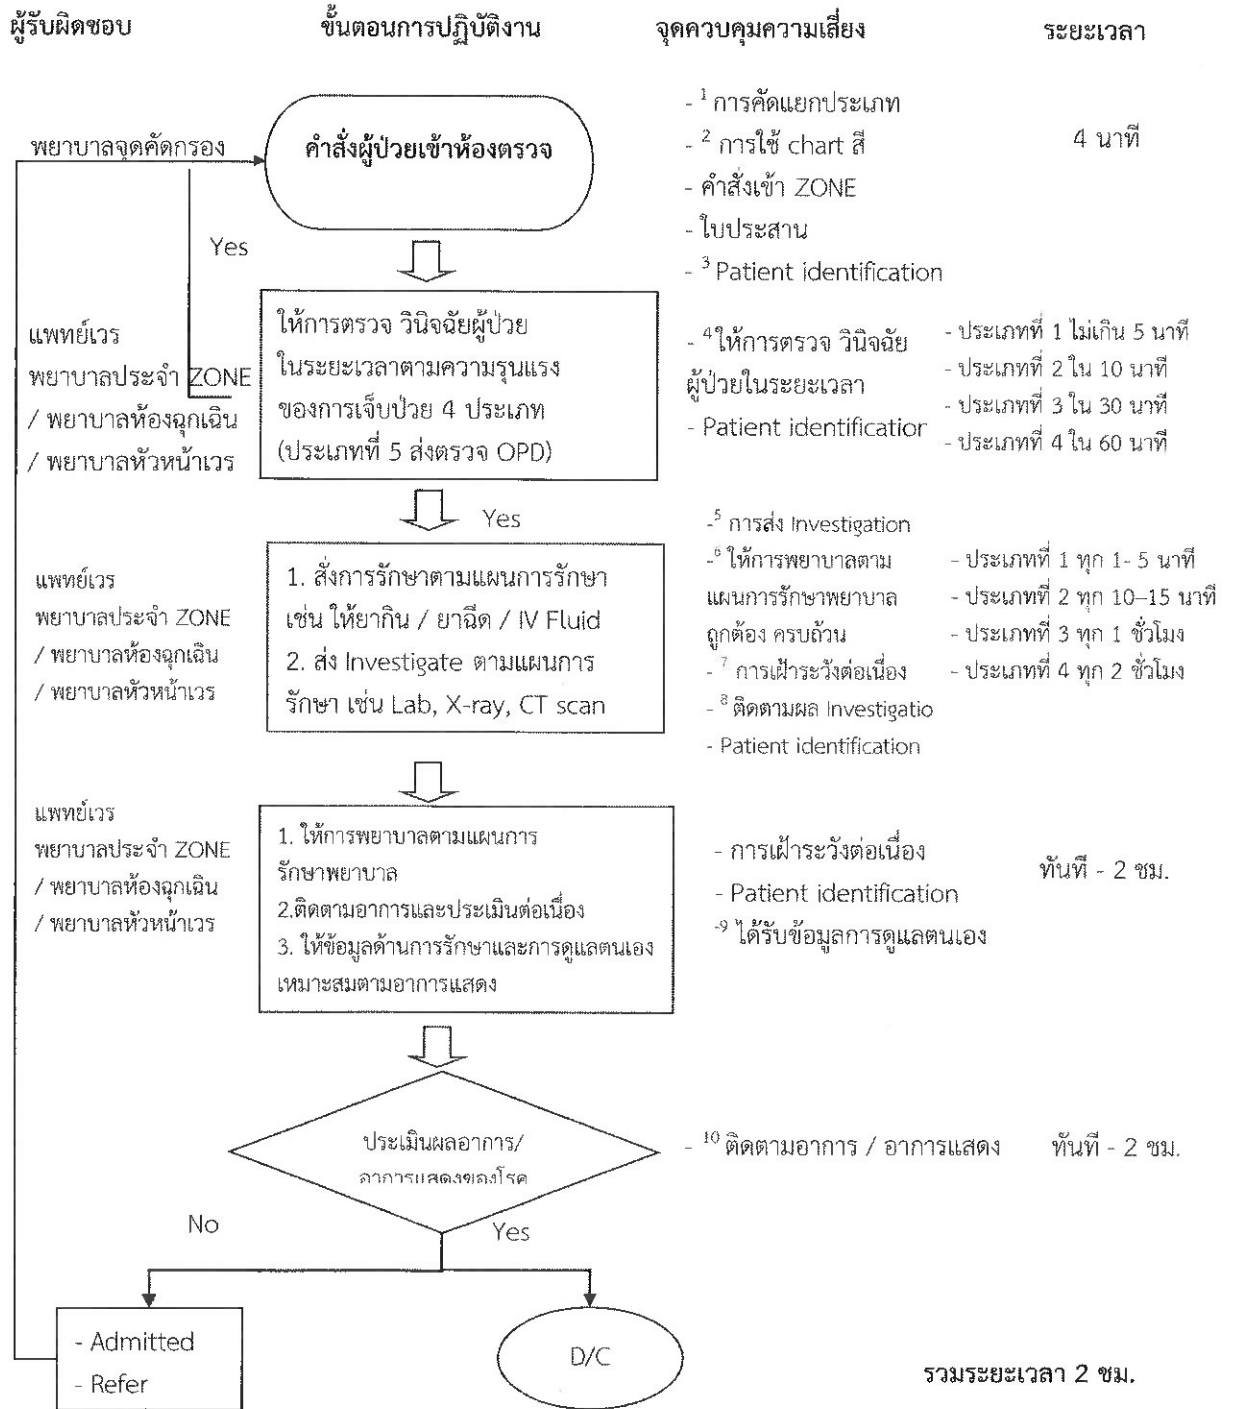 ผู้รับผิดชอบ
ขั้นตอนการปฏิบัติงาน
จุดควบคุมความเสี่ยง
ระยะเวลา
พยาบาลจุดคัดกรอง
คำสั่งผู้ป่วยเข้าห้องตรวจ
- ¹ การคัดแยกประเภท
- ² การใช้ chart สี
- คำสั่งเข้า ZONE
- ใบประสาน
- ³ Patient identification
4 นาที
Yes
แพทย์เวร
พยาบาลประจำ ZONE
/ พยาบาลห้องฉุกเฉิน
/ พยาบาลหัวหน้าเวร
ให้การตรวจ วินิจฉัยผู้ป่วย
ในระยะเวลาตามความรุนแรง
ของการเจ็บป่วย 4 ประเภท
(ประเภทที่ 5 ส่งตรวจ OPD)
- ⁴ให้การตรวจ วินิจฉัย
ผู้ป่วยในระยะเวลา
- Patient identification
- ประเภทที่ 1 ไม่เกิน 5 นาที
- ประเภทที่ 2 ใน 10 นาที
- ประเภทที่ 3 ใน 30 นาที
- ประเภทที่ 4 ใน 60 นาที
Yes
แพทย์เวร
พยาบาลประจำ ZONE
/ พยาบาลห้องฉุกเฉิน
/ พยาบาลหัวหน้าเวร
1. สั่งการรักษาตามแผนการรักษา
เช่น ให้ยากิน / ยาฉีด / IV Fluid
2. ส่ง Investigate ตามแผนการ
รักษา เช่น Lab, X-ray, CT scan
-⁵ การส่ง Investigation
-⁶ ให้การพยาบาลตาม
แผนการรักษาพยาบาล
ถูกต้อง ครบถ้วน
- ⁷ การเฝ้าระวังต่อเนื่อง
- ⁸ ติดตามผล Investigatio
- Patient identification
- ประเภทที่ 1 ทุก 1- 5 นาที
- ประเภทที่ 2 ทุก 10–15 นาที
- ประเภทที่ 3 ทุก 1 ชั่วโมง
- ประเภทที่ 4 ทุก 2 ชั่วโมง
แพทย์เวร
พยาบาลประจำ ZONE
/ พยาบาลห้องฉุกเฉิน
/ พยาบาลหัวหน้าเวร
1. ให้การพยาบาลตามแผนการ
รักษาพยาบาล
2.ติดตามอาการและประเมินต่อเนื่อง
3. ให้ข้อมูลด้านการรักษาและการดูแลตนเอง
เหมาะสมตามอาการแสดง
- การเฝ้าระวังต่อเนื่อง
- Patient identification
-⁹ ได้รับข้อมูลการดูแลตนเอง
ทันที - 2 ชม.
ประเมินผลอาการ/
อาการแสดงของโรค
- ¹⁰ ติดตามอาการ / อาการแสดง
ทันที - 2 ชม.
No
Yes
- Admitted
- Refer
D/C
รวมระยะเวลา 2 ชม.